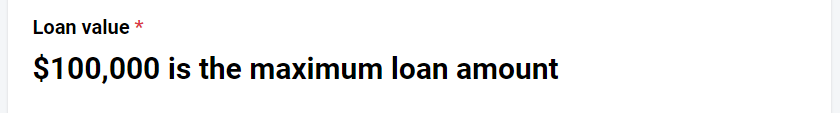 Loan value *
$100,000 is the maximum loan amount